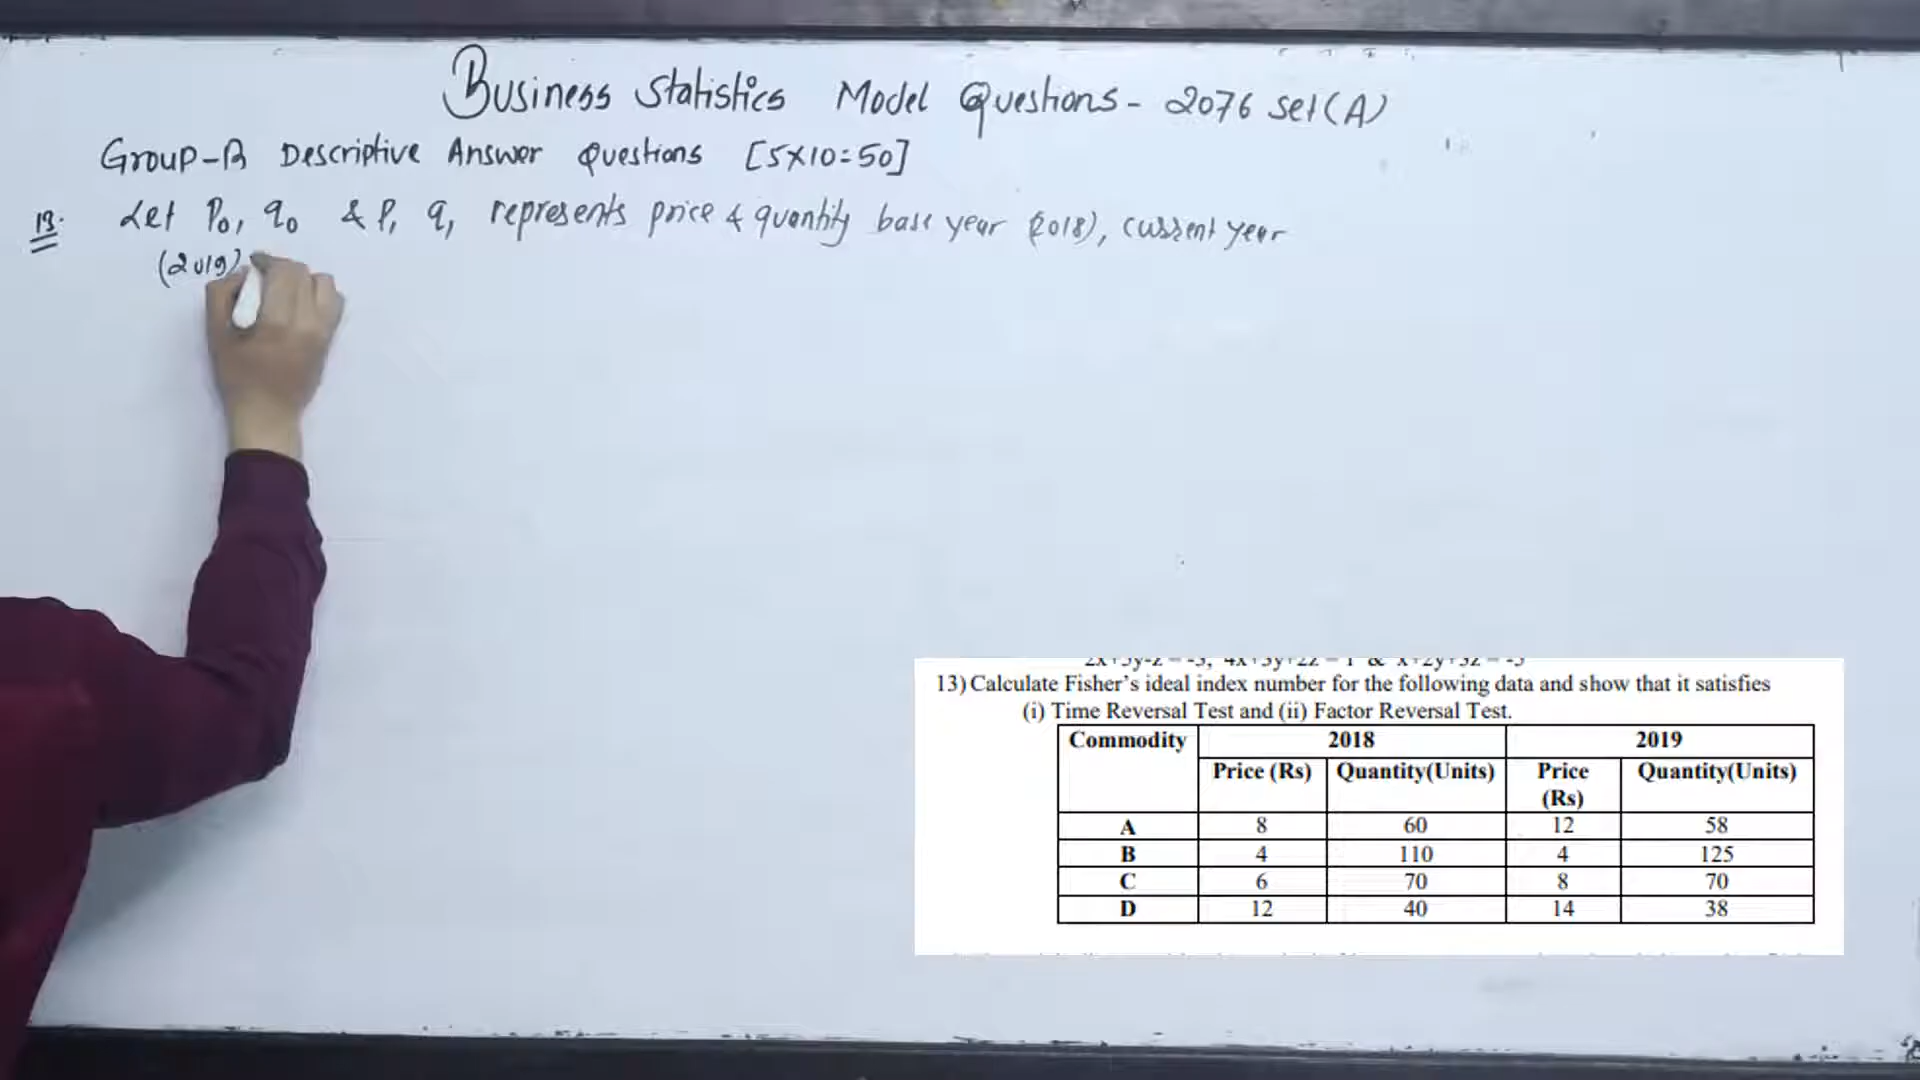 Business Statistics Model Questions - 2076 Set(A)
Group-B Descriptive Answer Questions [5X10=50]
13. Let P0, q0 & P1 q1 represents price & quantity base year (2018), current year
(2019)
13) Calculate Fisher's ideal index number for the following data and show that it satisfies
(i) Time Reversal Test and (ii) Factor Reversal Test.
Commodity 2018 2019
Price (Rs) Quantity(Units) Price (Rs) Quantity(Units)
A 8 60 12 58
B 4 110 4 125
C 6 70 8 70
D 12 40 14 38